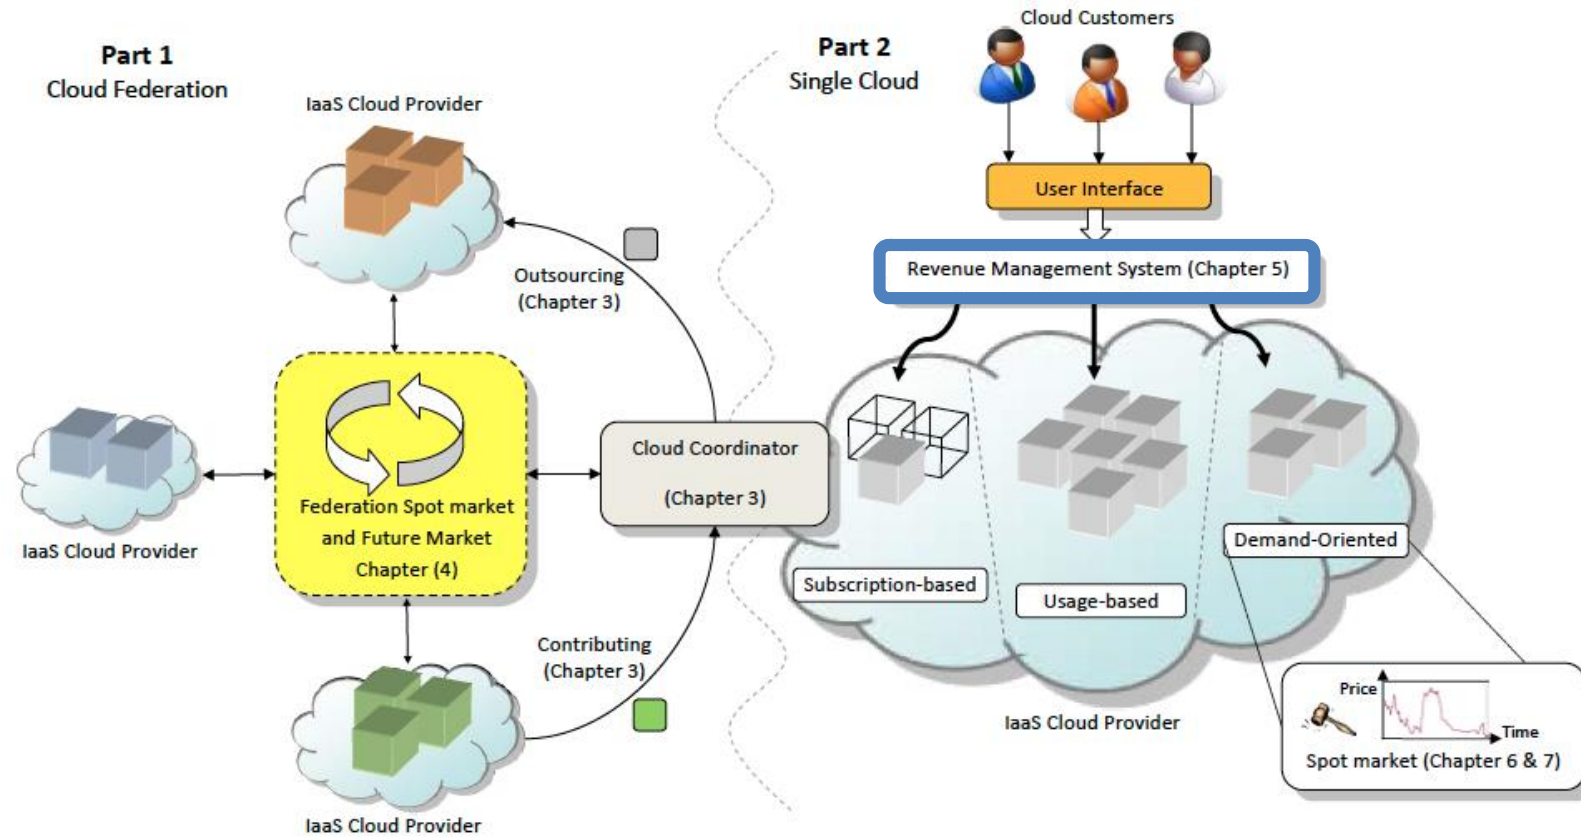 Part 1
Cloud Federation
IaaS Cloud Provider
Outsourcing
(Chapter 3)
Federation Spot market
and Future Market
Chapter (4)
IaaS Cloud Provider
Cloud Coordinator
(Chapter 3)
Contributing
(Chapter 3)
IaaS Cloud Provider
Part 2
Single Cloud
Cloud Customers
User Interface
Revenue Management System (Chapter 5)
Subscription-based
Usage-based
Demand-Oriented
IaaS Cloud Provider
Price
Time
Spot market (Chapter 6 & 7)